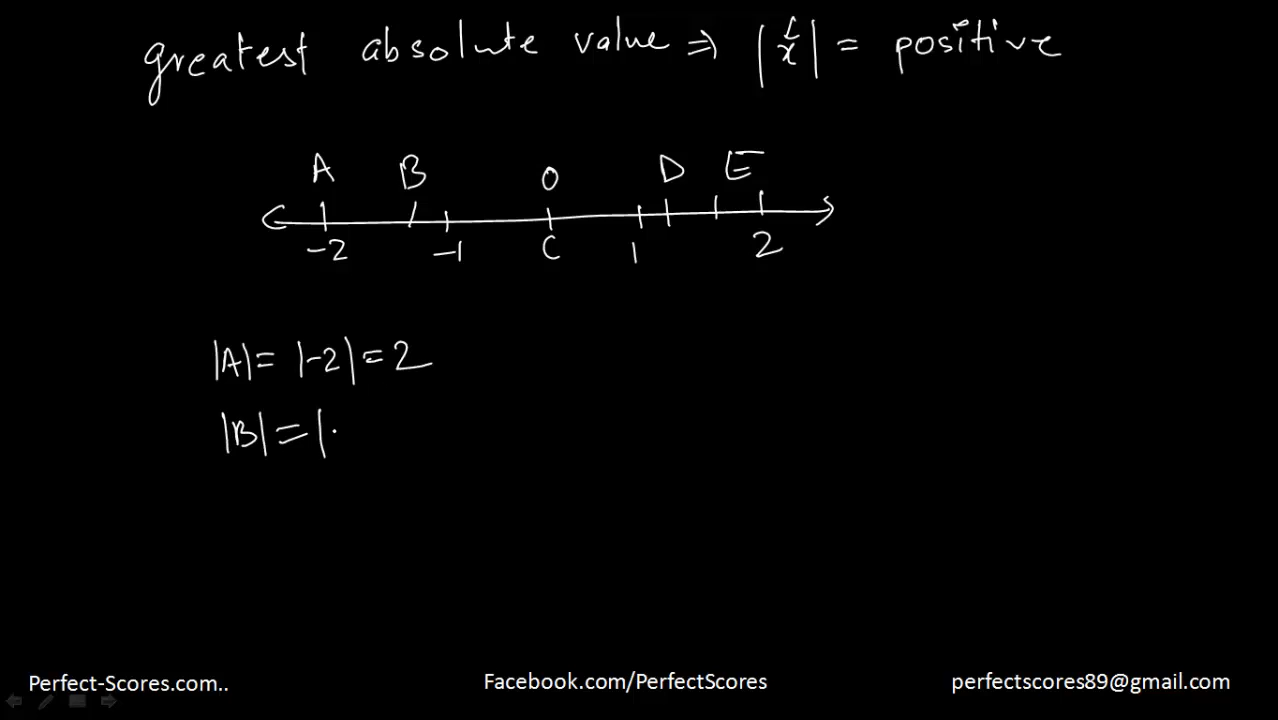 greatest absolute value ⇒ |x| = positive
A B O D E
-2 -1 C 1 2
|A| = |-2| = 2
|B| = |
Perfect-Scores.com.. Facebook.com/PerfectScores perfectscores89@gmail.com